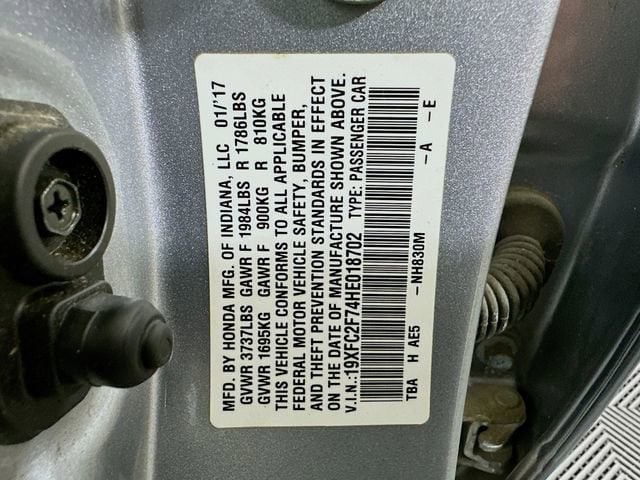 MFD. BY HONDA MFG. OF INDIANA, LLC 01/'17
GVWR 3737LBS GAWR F 1984LBS R 1786LBS
GVWR 1695KG GAWR F 900KG R 810KG
THIS VEHICLE CONFORMS TO ALL APPLICABLE
FEDERAL MOTOR VEHICLE SAFETY, BUMPER,
AND THEFT PREVENTION STANDARDS IN EFFECT
ON THE DATE OF MANUFACTURE SHOWN ABOVE.
V.I.N.:19XFC2F74HE018702 TYPE: PASSENGER CAR
TBA H AE5 -NH830M -A -E